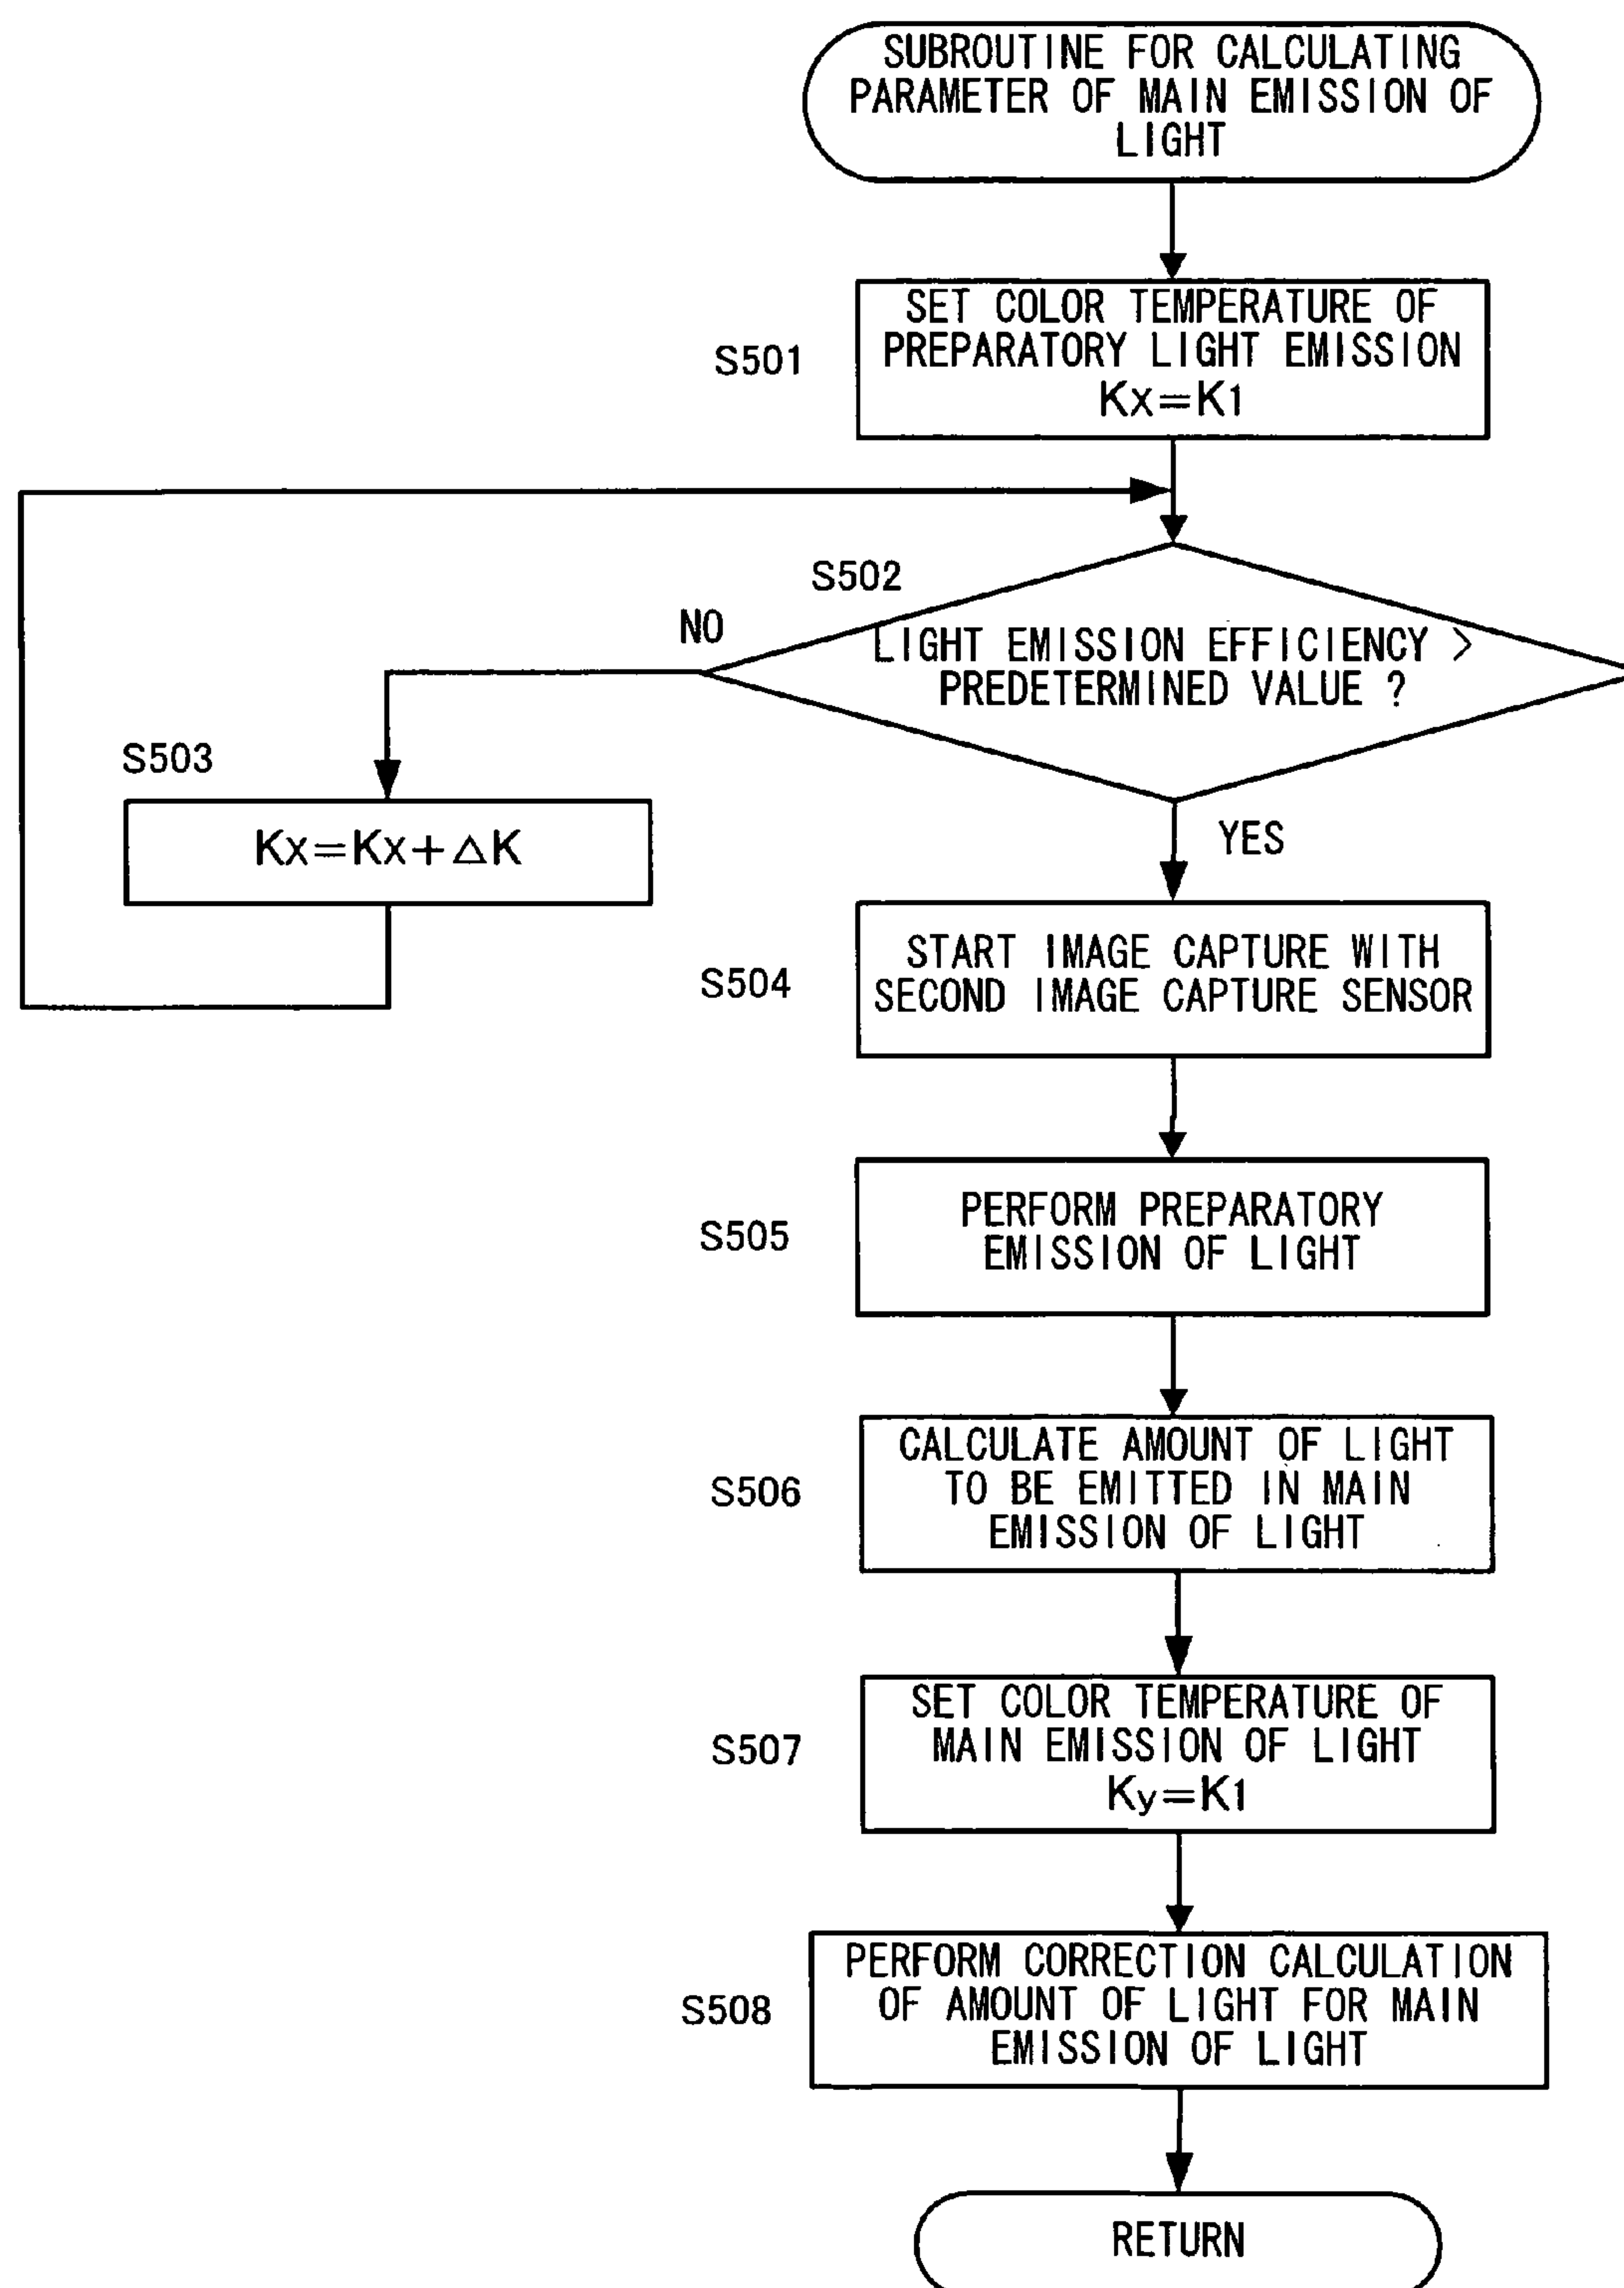 SUBROUTINE FOR CALCULATING
PARAMETER OF MAIN EMISSION OF
LIGHT
S501
SET COLOR TEMPERATURE OF
PREPARATORY LIGHT EMISSION
Kx=K1
S502
NO
LIGHT EMISSION EFFICIENCY >
PREDETERMINED VALUE ?
S503
Kx=Kx+△K
YES
S504
START IMAGE CAPTURE WITH
SECOND IMAGE CAPTURE SENSOR
S505
PERFORM PREPARATORY
EMISSION OF LIGHT
S506
CALCULATE AMOUNT OF LIGHT
TO BE EMITTED IN MAIN
EMISSION OF LIGHT
S507
SET COLOR TEMPERATURE OF
MAIN EMISSION OF LIGHT
Ky=K1
S508
PERFORM CORRECTION CALCULATION
OF AMOUNT OF LIGHT FOR MAIN
EMISSION OF LIGHT
RETURN